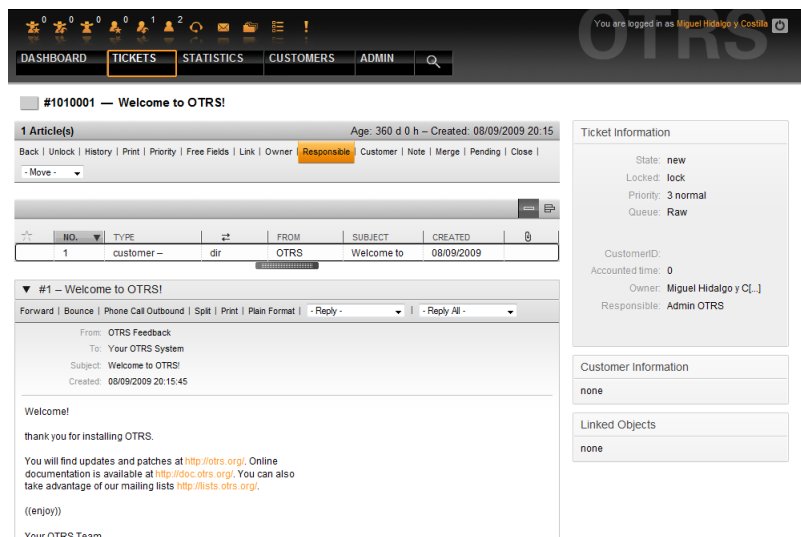 0 0 0 0 1 2
You are logged in as Miguel Hidalgo y Costilla
OTRS
DASHBOARD TICKETS STATISTICS CUSTOMERS ADMIN
#1010001 — Welcome to OTRS!
1 Article(s) Age: 360 d 0 h – Created: 08/09/2009 20:15
Back | Unlock | History | Print | Priority | Free Fields | Link | Owner | Responsible | Customer | Note | Merge | Pending | Close |
- Move -
NO. TYPE FROM SUBJECT CREATED
1 customer – dir OTRS Welcome to 08/09/2009
#1 – Welcome to OTRS!
Forward | Bounce | Phone Call Outbound | Split | Print | Plain Format | - Reply - | - Reply All -
From: OTRS Feedback
To: Your OTRS System
Subject: Welcome to OTRS!
Created: 08/09/2009 20:15:45
Welcome!
thank you for installing OTRS.
You will find updates and patches at http://otrs.org/. Online
documentation is available at http://doc.otrs.org/. You can also
take advantage of our mailing lists http://lists.otrs.org/.
((enjoy))
Your OTRS Team
Ticket Information
State: new
Locked: lock
Priority: 3 normal
Queue: Raw
CustomerID:
Accounted time: 0
Owner: Miguel Hidalgo y C[...]
Responsible: Admin OTRS
Customer Information
none
Linked Objects
none